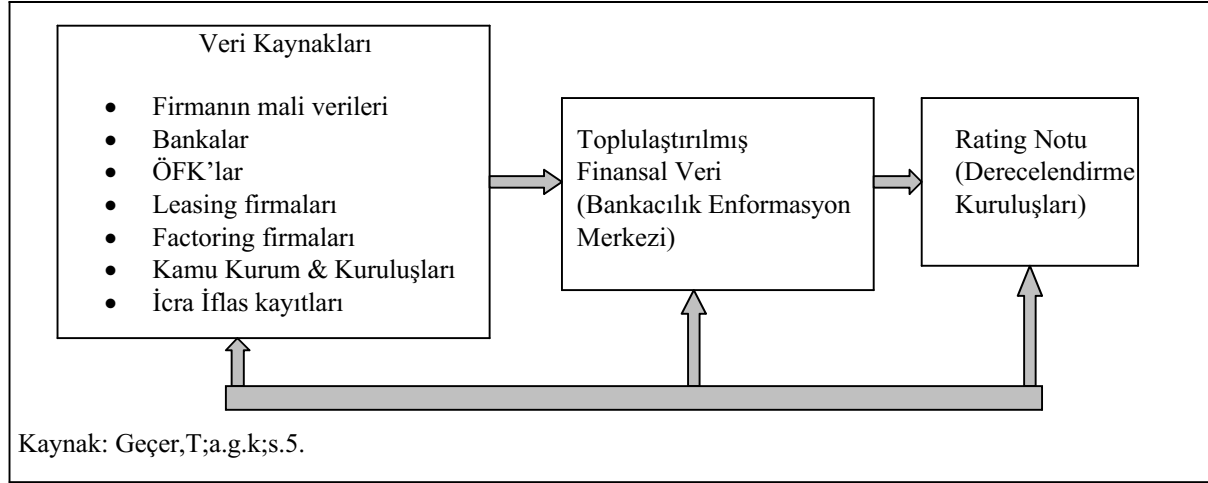 Veri Kaynakları
• Firmanın mali verileri
• Bankalar
• ÖFK’lar
• Leasing firmaları
• Factoring firmaları
• Kamu Kurum & Kuruluşları
• İcra İflas kayıtları
Toplulaştırılmış
Finansal Veri
(Bankacılık Enformasyon
Merkezi)
Rating Notu
(Derecelendirme
Kuruluşları)
Kaynak: Geçer,T;a.g.k;s.5.